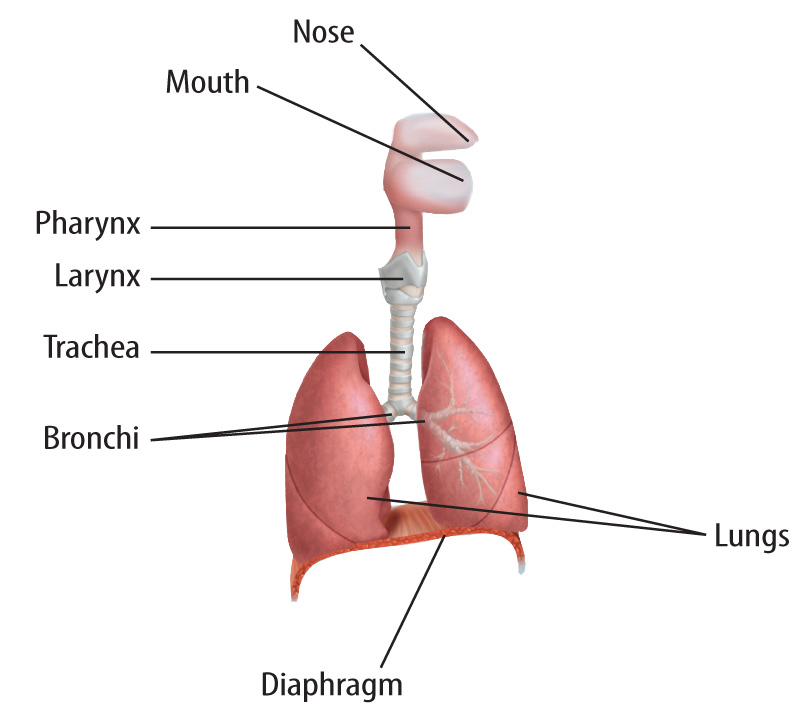 Nose
Mouth
Pharynx
Larynx
Trachea
Bronchi
Lungs
Diaphragm